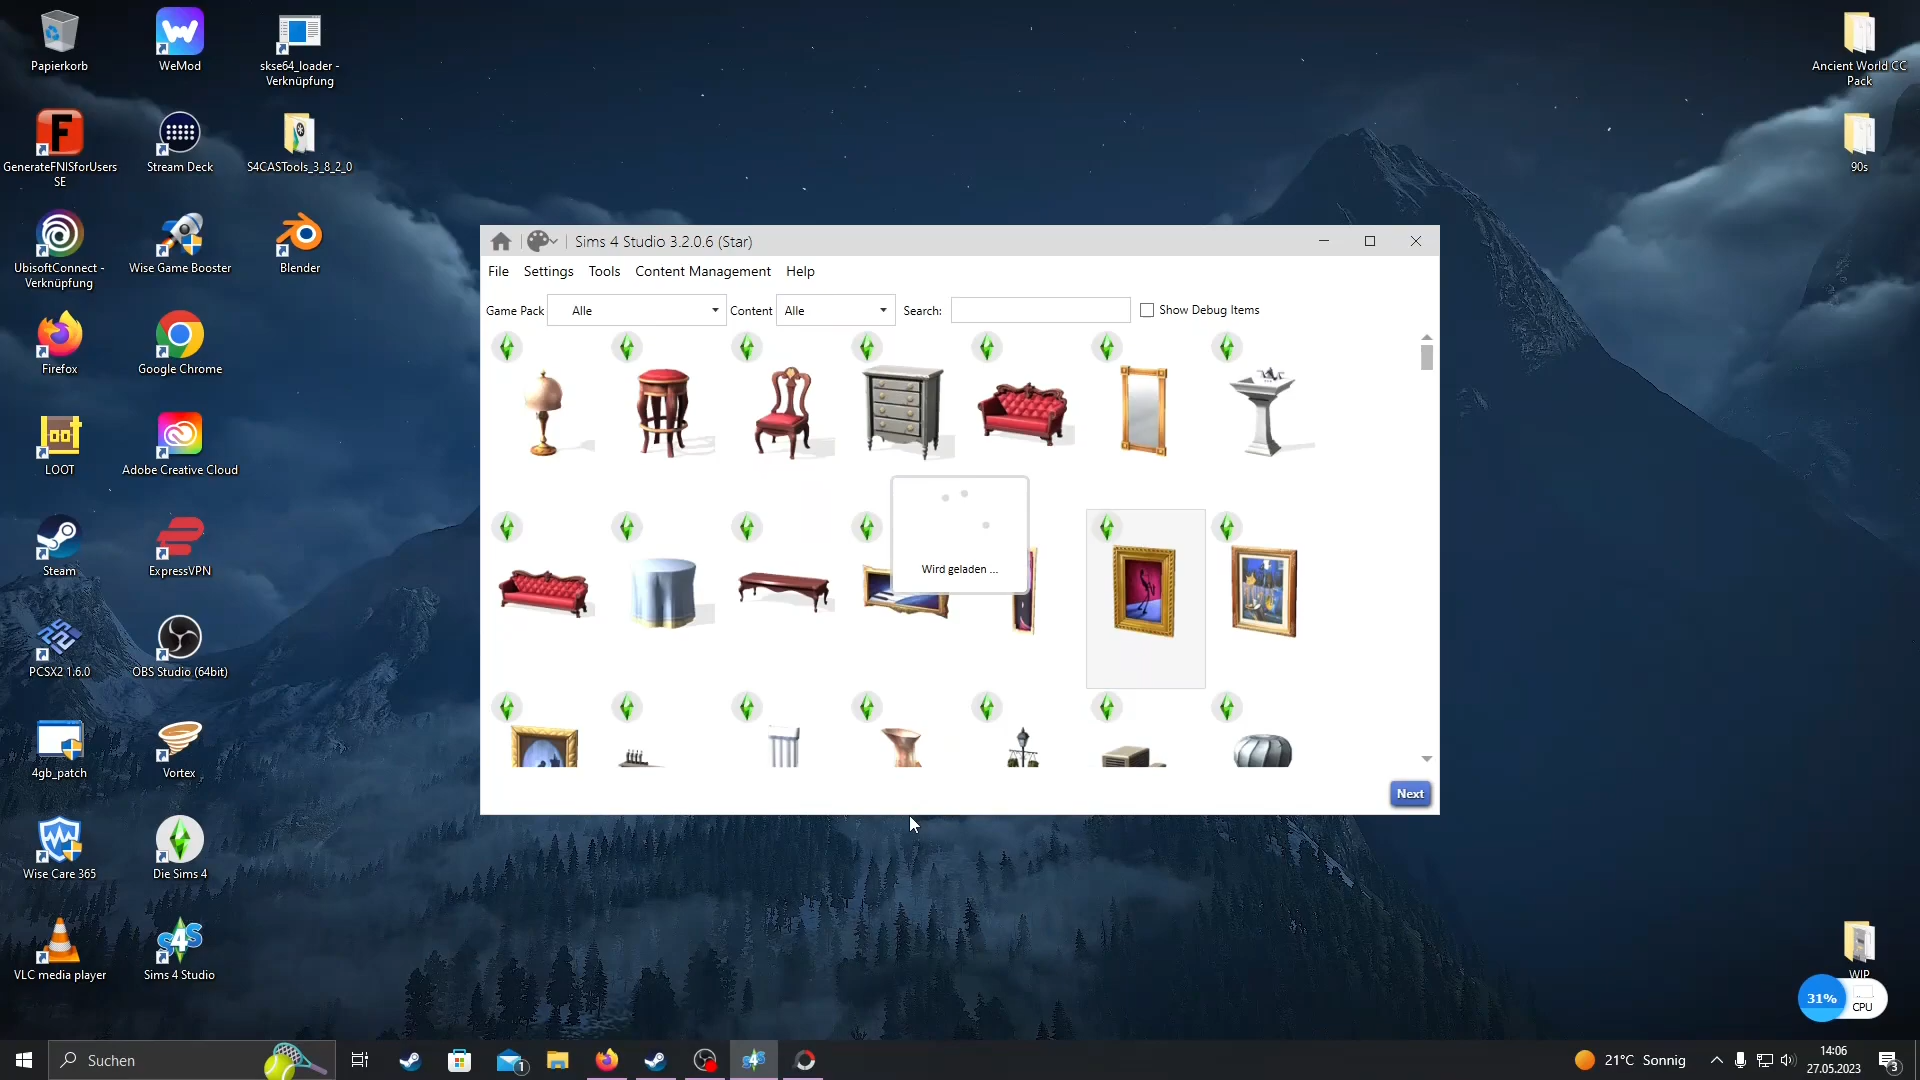 Papierkorb
WeMod
skse64_loader -
Verknüpfung
Ancient World CC
Pack
GenerateFNISforUsers
SE
Stream Deck
S4CASTools_3_8_2_0
90s
UbisoftConnect -
Verknüpfung
Wise Game Booster
Blender
Firefox
Google Chrome
LOOT
Adobe Creative Cloud
Steam
ExpressVPN
PCSX2 1.6.0
OBS Studio (64bit)
4gb_patch
Vortex
Wise Care 365
Die Sims 4
VLC media player
Sims 4 Studio
Sims 4 Studio 3.2.0.6 (Star)
File Settings Tools Content Management Help
Game Pack Alle Content Alle Search: Show Debug Items
Wird geladen ...
Next
WIP
31% CPU
Suchen
1
21°C Sonnig
14:06
27.05.2023
3